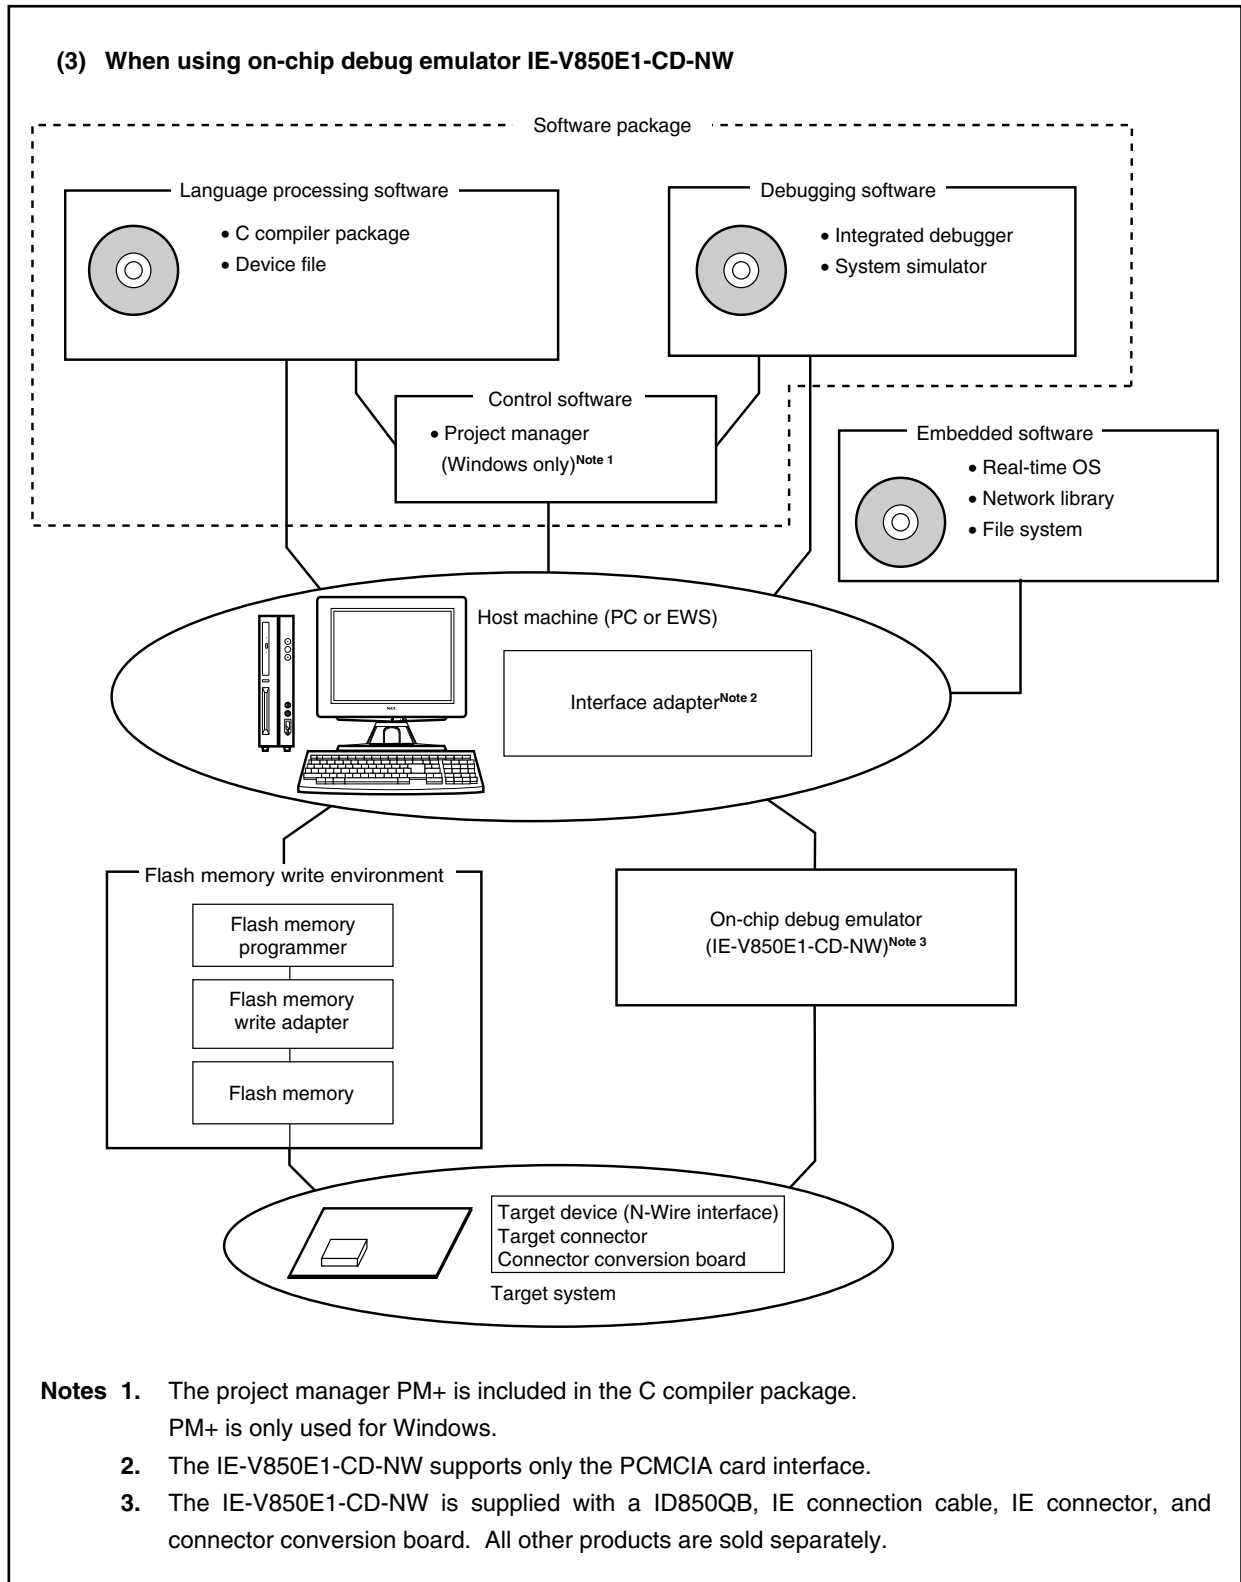 (3) When using on-chip debug emulator IE-V850E1-CD-NW
Software package
Language processing software
• C compiler package
• Device file
Debugging software
• Integrated debugger
• System simulator
Control software
• Project manager
(Windows only)Note 1
Embedded software
• Real-time OS
• Network library
• File system
Host machine (PC or EWS)
Interface adapterNote 2
NEC
Flash memory write environment
Flash memory
programmer
Flash memory
write adapter
Flash memory
On-chip debug emulator
(IE-V850E1-CD-NW)Note 3
Target device (N-Wire interface)
Target connector
Connector conversion board
Target system
Notes 1. The project manager PM+ is included in the C compiler package.
PM+ is only used for Windows.
2. The IE-V850E1-CD-NW supports only the PCMCIA card interface.
3. The IE-V850E1-CD-NW is supplied with a ID850QB, IE connection cable, IE connector, and
connector conversion board. All other products are sold separately.